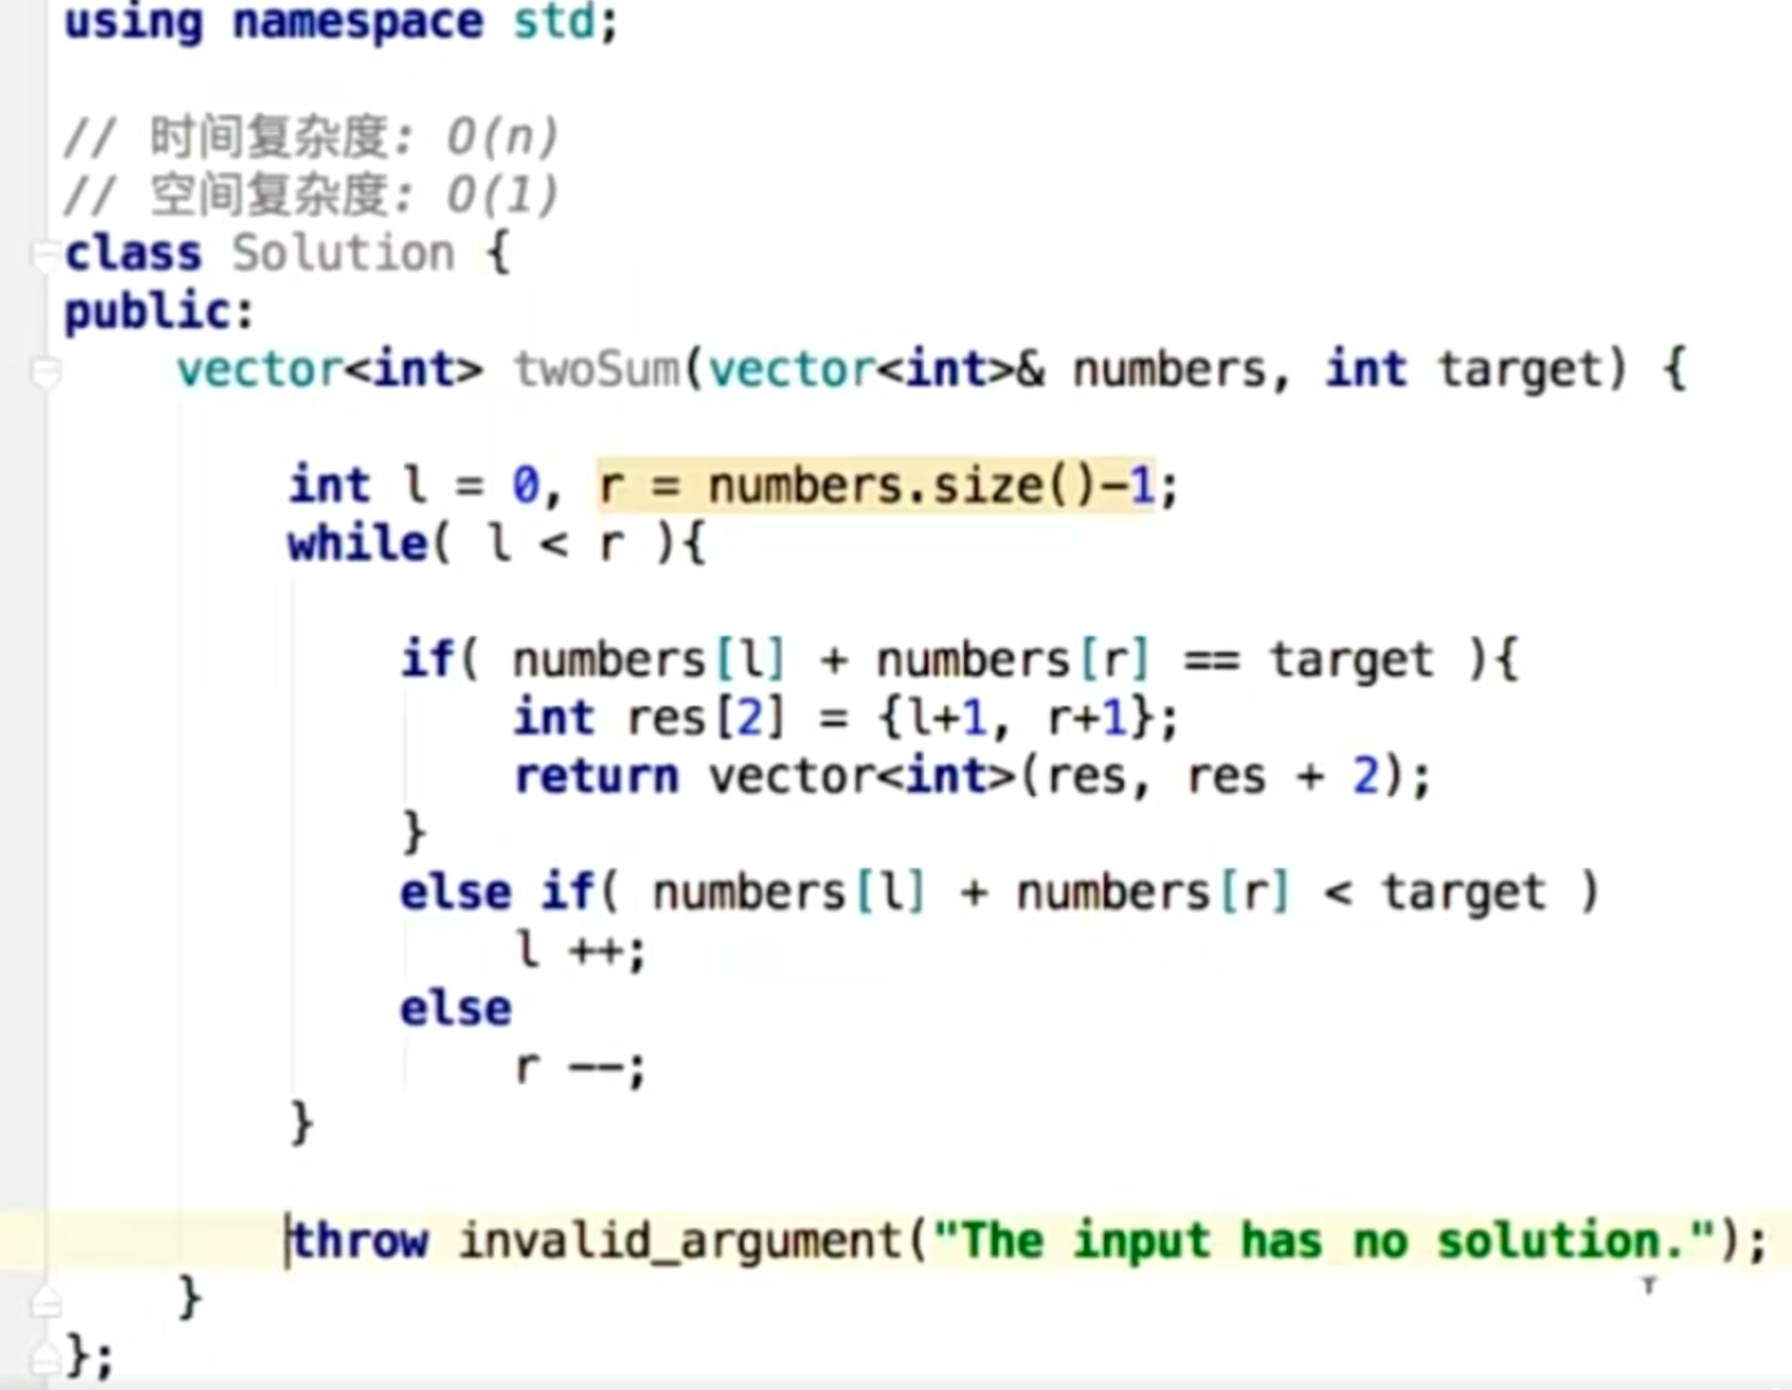 using namespace std;
// 时间复杂度: O(n)
// 空间复杂度: O(1)
class Solution {
public:
    vector<int> twoSum(vector<int>& numbers, int target) {
        int l = 0, r = numbers.size()-1;
        while( l < r ){
            if( numbers[l] + numbers[r] == target ){
                int res[2] = {l+1, r+1};
                return vector<int>(res, res + 2);
            }
            else if( numbers[l] + numbers[r] < target )
                l ++;
            else
                r --;
        }
        throw invalid_argument("The input has no solution.");
    }
};